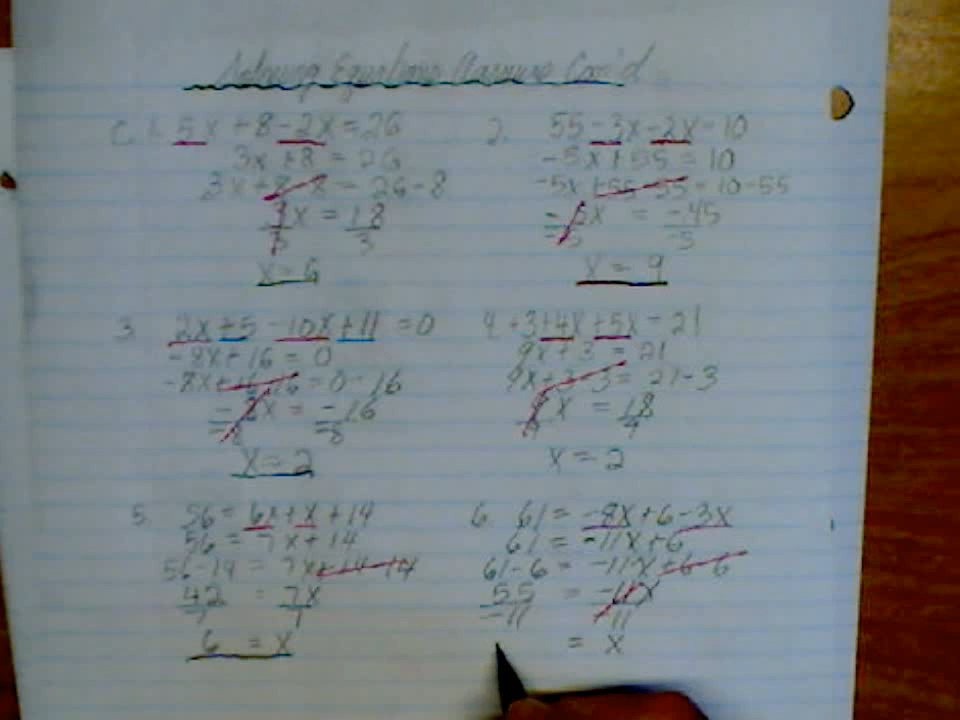 Solving Equations Con'd
C. 1. 5x + 8 - 2x = 26
3x + 8 = 26
3x + 8 - 8 = 26 - 8
3x = 18
3 3
x = 6
2. 55 - 3x - 2x = 10
-5x + 55 = 10
-5x + 55 - 55 = 10 - 55
-5x = -45
-5 -5
x = 9
3. 2x + 5 - 10x + 11 = 0
-8x + 16 = 0
-8x + 16 - 16 = 0 - 16
-8x = -16
-8 -8
x = 2
4. +3 + 4x + 5x = 21
9x + 3 = 21
9x + 3 - 3 = 21 - 3
9x = 18
9 9
x = 2
5. 56 = 6x + x + 14
56 = 7x + 14
56 - 14 = 7x + 14 - 14
42 = 7x
7 7
6 = x
6. 61 = -8x + 6 - 3x
61 = -11x + 6
61 - 6 = -11x + 6 - 6
55 = -11x
-11 -11
= x